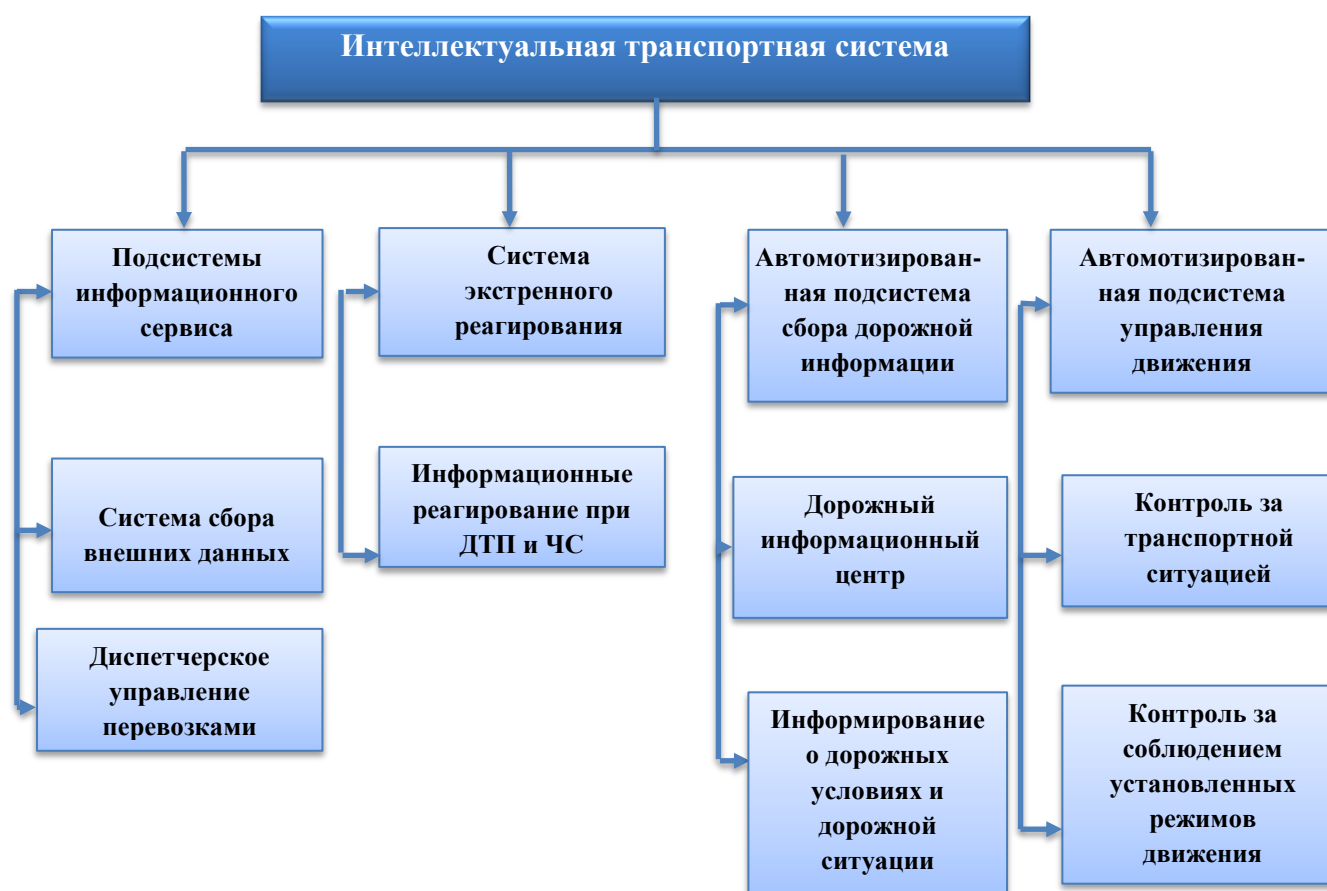 Интеллектуальная транспортная система
Подсистемы
информационного
сервиса
Система
экстренного
реагирования
Автомотизирован-
ная подсистема
сбора дорожной
информации
Автомотизирован-
ная подсистема
управления
движения
Система сбора
внешних данных
Информационные
реагирование при
ДТП и ЧС
Дорожный
информационный
центр
Контроль за
транспортной
ситуацией
Диспетчерское
управление
перевозками
Информирование
о дорожных
условиях и
дорожной
ситуации
Контроль за
соблюдением
установленных
режимов
движения